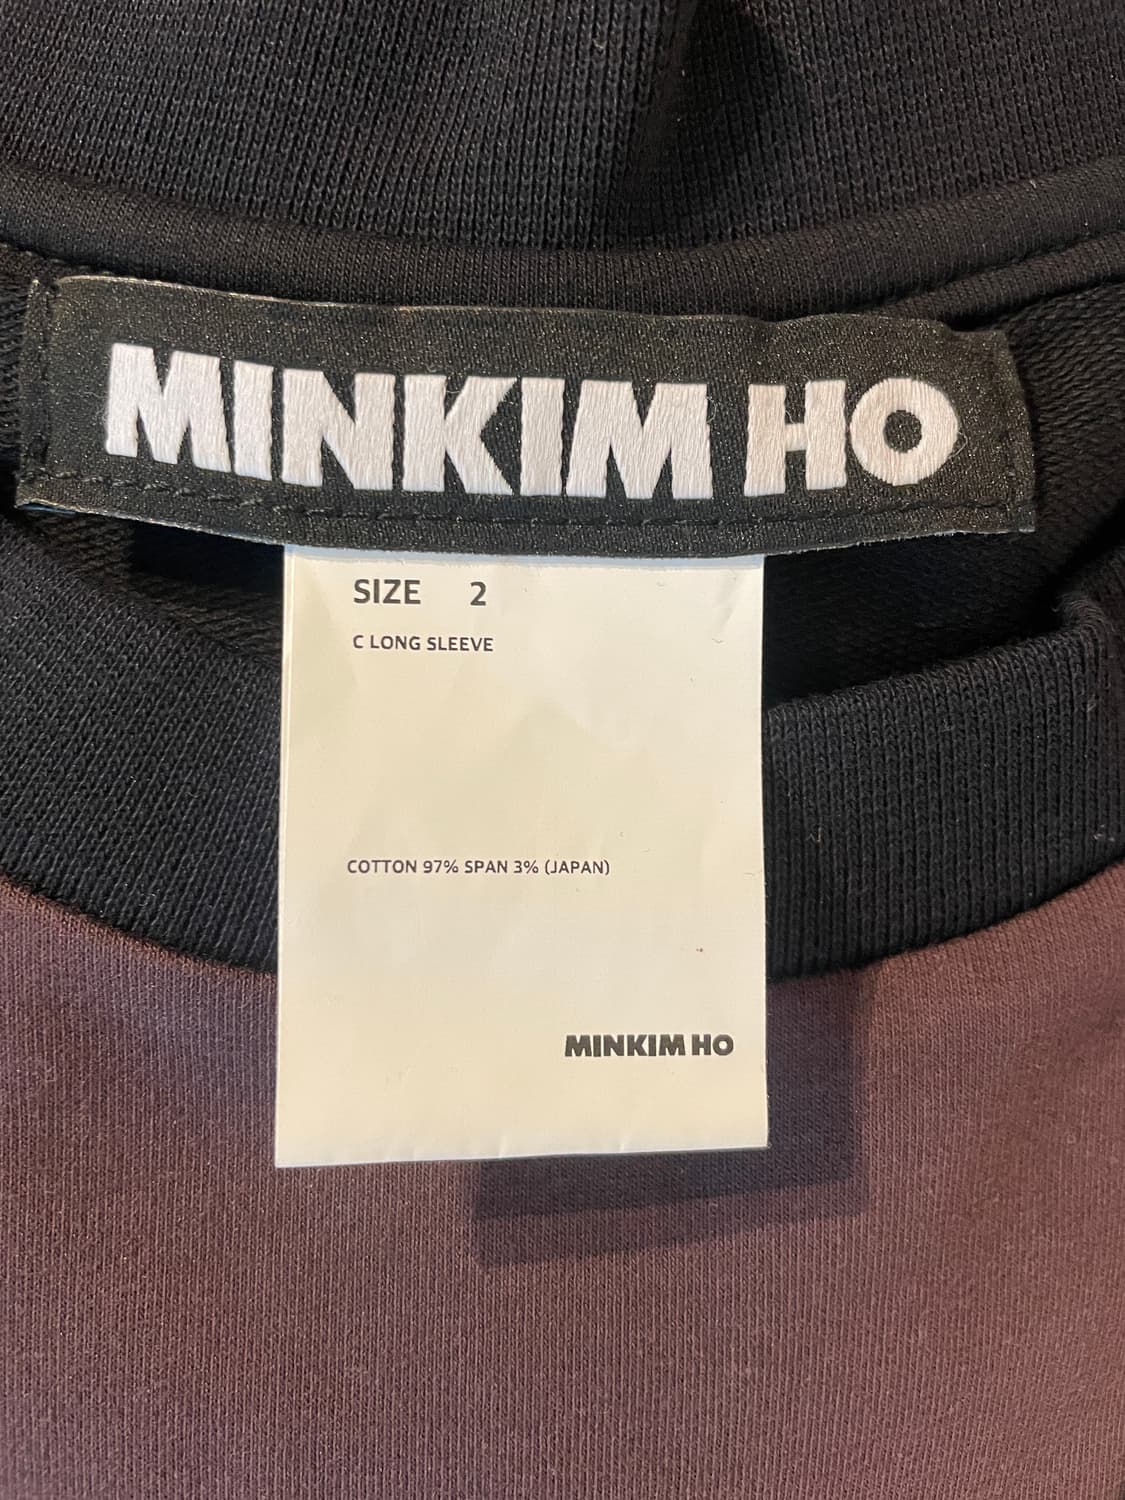 MINKIM HO
SIZE 2
C LONG SLEEVE
COTTON 97% SPAN 3% (JAPAN)
MINKIM HO